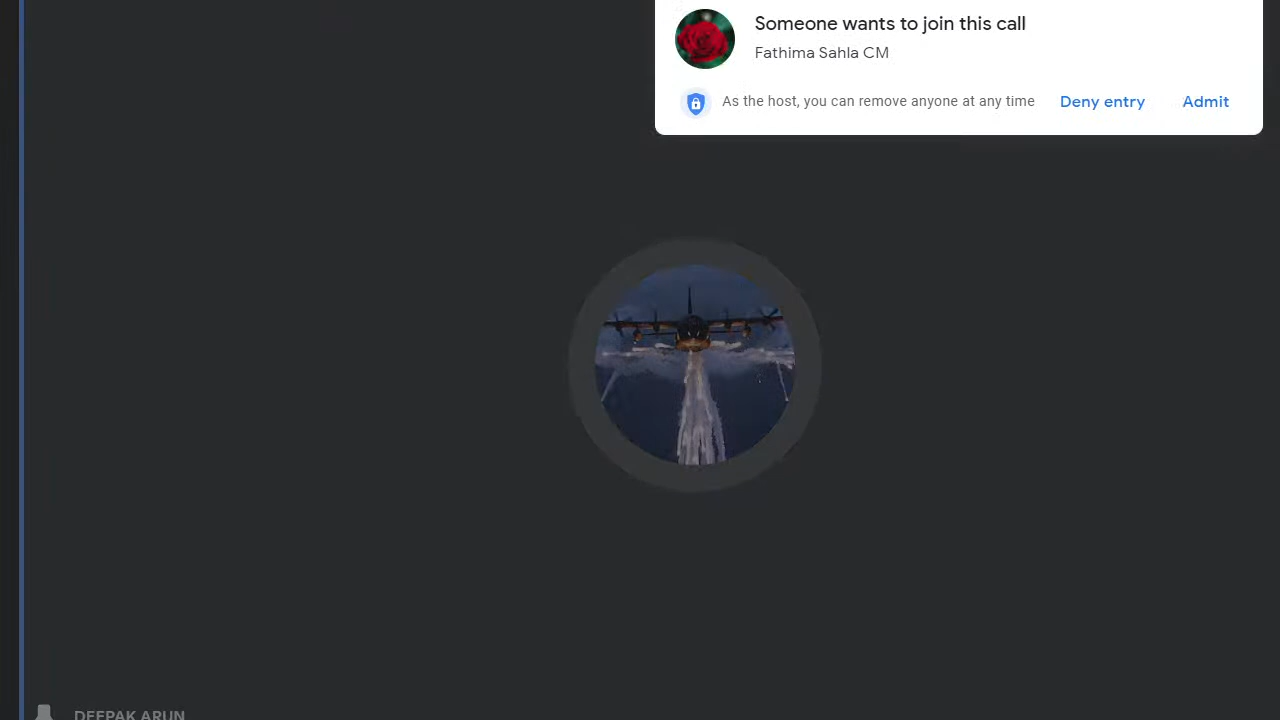 Someone wants to join this call
Fathima Sahla CM
As the host, you can remove anyone at any time
Deny entry
Admit
DEEPAK ARUN